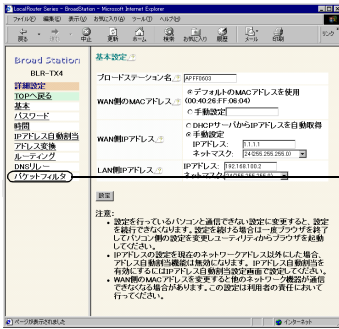 LocalRouter Series - BroadStation - Microsoft Internet Explorer
ファイル(F) 編集(E) 表示(V) お気に入り(A) ツール(T) ヘルプ(H)
戻る 中止 更新 ホーム 検索 お気に入り 履歴 メール 印刷 リンク
Broad Station
BLR-TX4
詳細設定
TOPへ戻る
基本
パスワード
時間
IPアドレス自動割当
アドレス変換
ルーティング
DNSリレー
パケットフィルタ
基本設定
ブロードステーション名 APFF0603
WAN側のMACアドレス デフォルトのMACアドレスを使用
(00:40:26:FF:06:04)
手動設定
WAN側IPアドレス DHCPサーバからIPアドレスを自動取得
手動設定
IPアドレス: 1.1.1.1
ネットマスク: 24(255.255.255.0)
LAN側IPアドレス IPアドレス: 192.168.100.2
ネットマスク: 24(255.255.255.0)
設定
注意:
• 設定を行っているパソコンと通信できない設定に変更すると、設定
を続行できなくなります。設定を続ける場合は一度ブラウザを終了
してパソコン側の設定を変更しユーティリティからブラウザを起動
してください。
• IPアドレスの設定を現在のネットワークアドレス以外にした場合、
アドレス自動割当機能は無効になります。IPアドレス自動割当を
有効にするにはIPアドレス自動割当設定画面で設定してください。
• WAN側のMACアドレスを変更すると他のネットワーク機器が通信
できなくなる場合があります。この設定は利用者の責任において
行ってください。
ページが表示されました インターネット